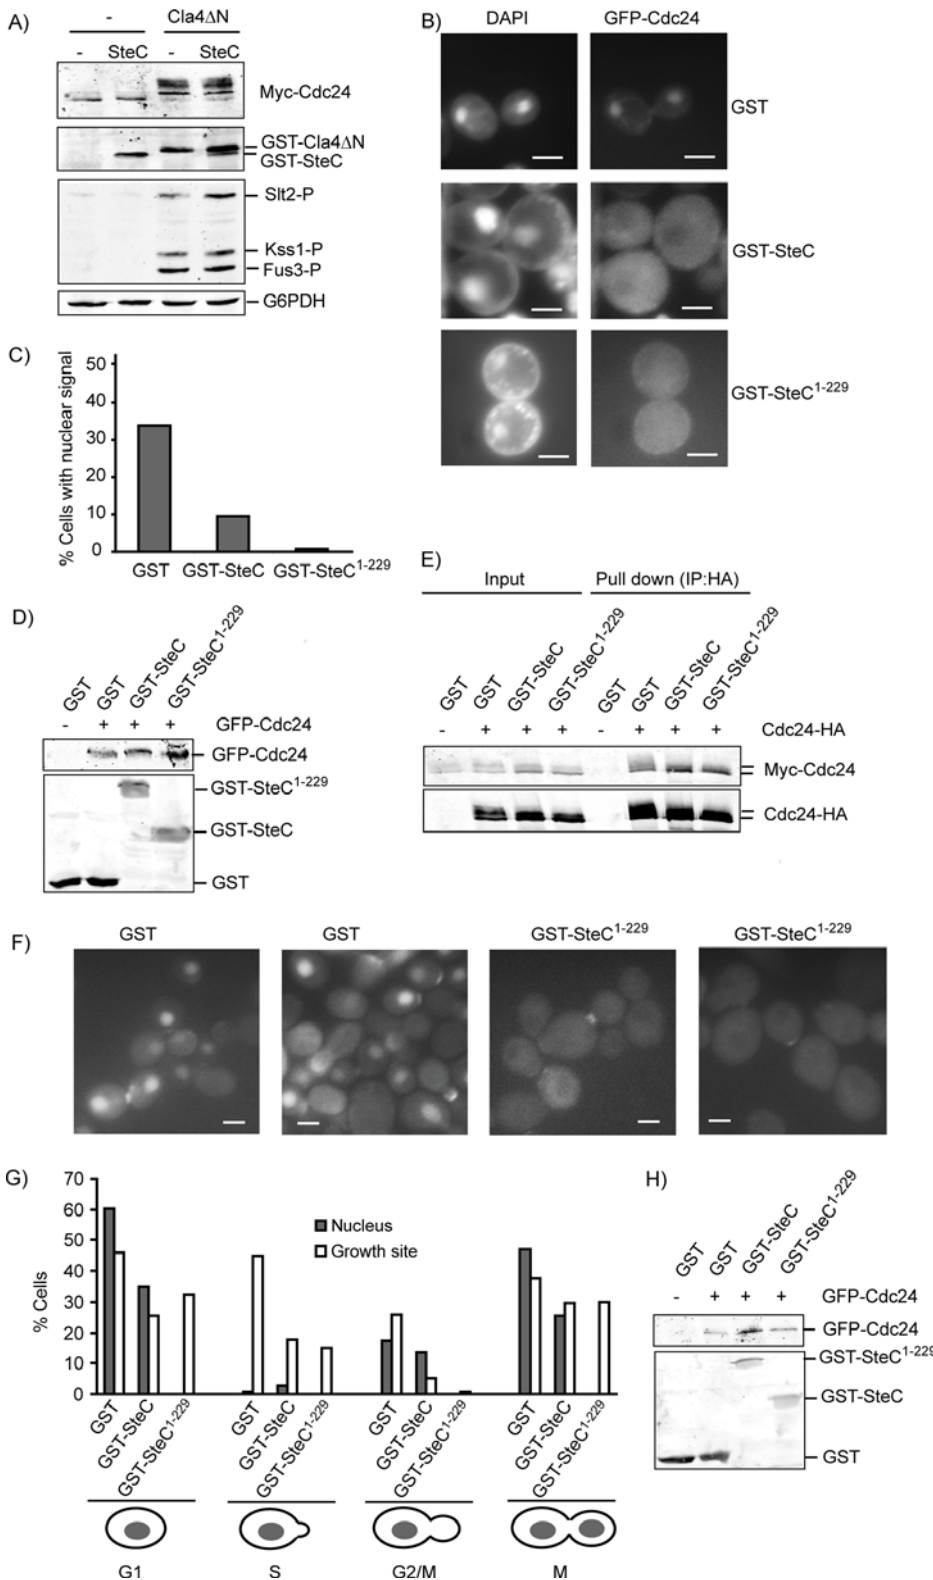 A)
- Cla4ΔN
- SteC - SteC
Myc-Cdc24
GST-Cla4ΔN
GST-SteC
Slt2-P
Kss1-P
Fus3-P
G6PDH
B)
DAPI GFP-Cdc24
GST
GST-SteC
GST-SteC1-229
C)
% Cells with nuclear signal
50
40
30
20
10
0
GST GST-SteC GST-SteC1-229
D)
GST GST GST-SteC GST-SteC1-229
- + + + GFP-Cdc24
GFP-Cdc24
GST-SteC1-229
GST-SteC
GST
E)
Input Pull down (IP:HA)
GST GST GST-SteC GST-SteC1-229 GST GST GST-SteC GST-SteC1-229
- + + + - + + + Cdc24-HA
Myc-Cdc24
Cdc24-HA
F)
GST GST GST-SteC1-229 GST-SteC1-229
G)
% Cells
70
60
50
40
30
20
10
0
Nucleus
Growth site
GST GST-SteC GST-SteC1-229 GST GST-SteC GST-SteC1-229 GST GST-SteC GST-SteC1-229 GST GST-SteC GST-SteC1-229
G1 S G2/M M
H)
GST GST GST-SteC GST-SteC1-229
- + + + GFP-Cdc24
GFP-Cdc24
GST-SteC1-229
GST-SteC
GST